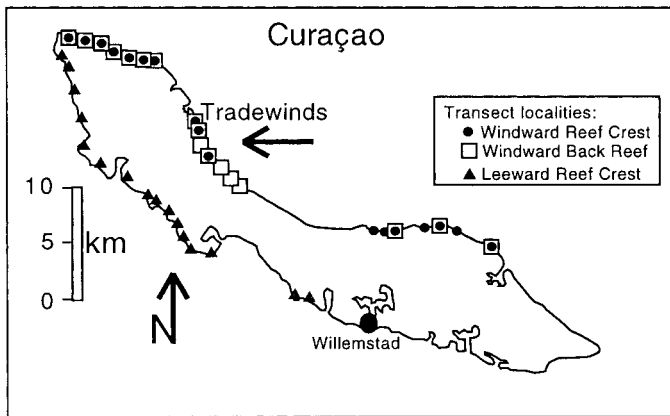 Curaçao
Tradewinds
Transect localities:
Windward Reef Crest
Windward Back Reef
Leeward Reef Crest
10
5
km
0
N
Willemstad